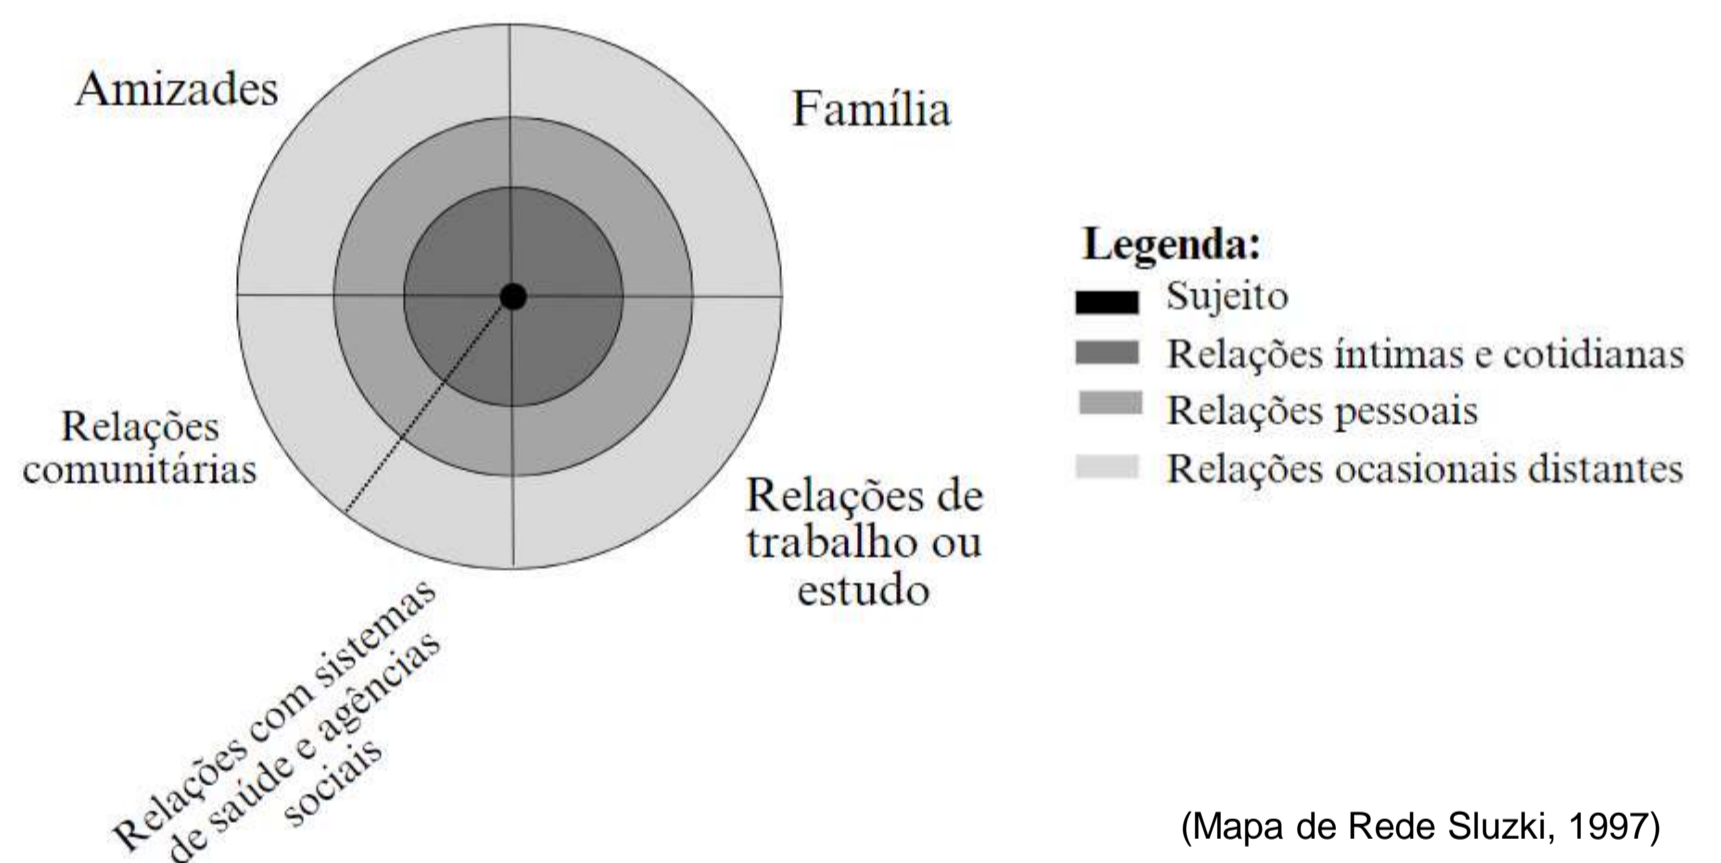 Amizades
Família
Legenda:
Sujeito
Relações íntimas e cotidianas
Relações pessoais
Relações ocasionais distantes
Relações
comunitárias
Relações de
trabalho ou
estudo
Relações com sistemas
de saúde e agências
sociais
(Mapa de Rede Sluzki, 1997)